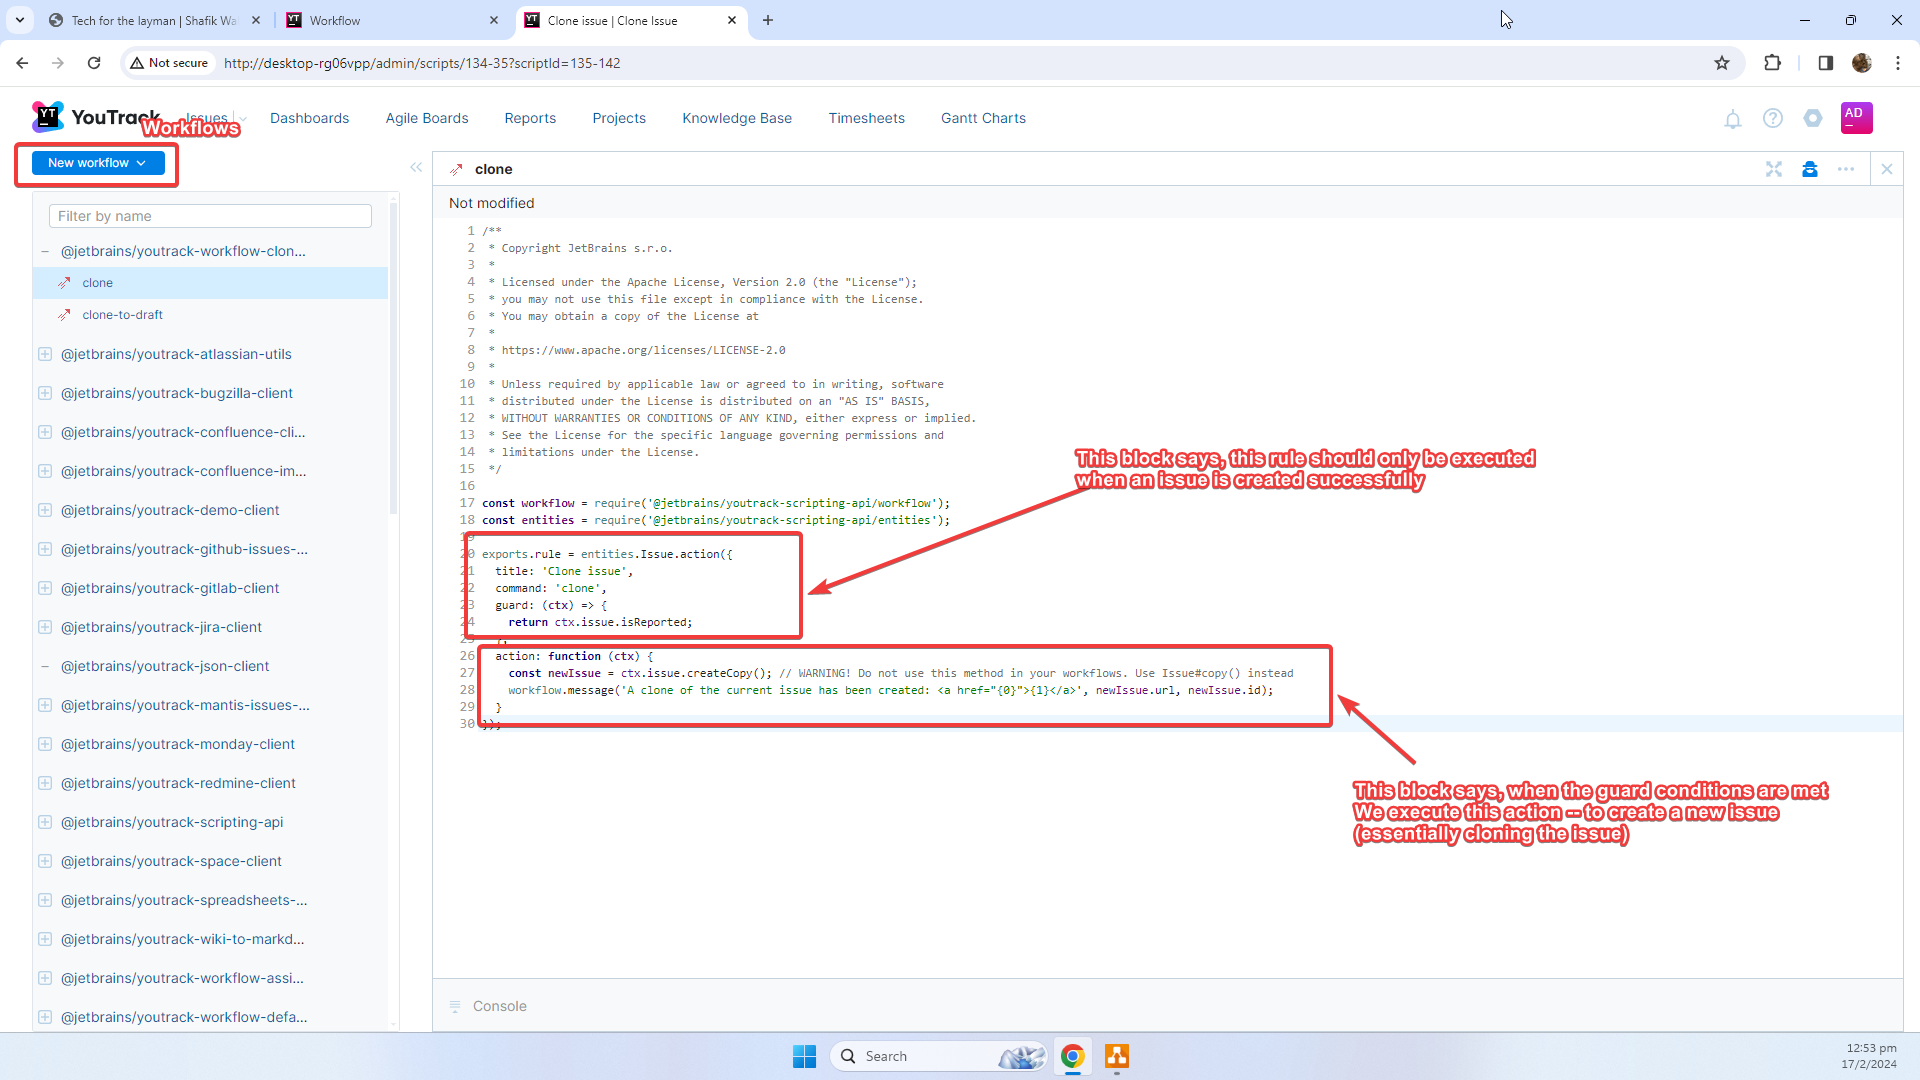 Tech for the layman | Shafik Wa
Workflow
Clone issue | Clone Issue
Not secure
http://desktop-rg06vpp/admin/scripts/134-35?scriptId=135-142
YouTrack
Issues
Dashboards
Agile Boards
Reports
Projects
Knowledge Base
Timesheets
Gantt Charts
AD
Workflows
New workflow
Filter by name
@jetbrains/youtrack-workflow-clon...
clone
clone-to-draft
@jetbrains/youtrack-atlassian-utils
@jetbrains/youtrack-bugzilla-client
@jetbrains/youtrack-confluence-cli...
@jetbrains/youtrack-confluence-im...
@jetbrains/youtrack-demo-client
@jetbrains/youtrack-github-issues-...
@jetbrains/youtrack-gitlab-client
@jetbrains/youtrack-jira-client
@jetbrains/youtrack-json-client
@jetbrains/youtrack-mantis-issues-...
@jetbrains/youtrack-monday-client
@jetbrains/youtrack-redmine-client
@jetbrains/youtrack-scripting-api
@jetbrains/youtrack-space-client
@jetbrains/youtrack-spreadsheets-...
@jetbrains/youtrack-wiki-to-markd...
@jetbrains/youtrack-workflow-assi...
@jetbrains/youtrack-workflow-defa...
clone
Not modified
1 /**
2  * Copyright JetBrains s.r.o.
3  *
4  * Licensed under the Apache License, Version 2.0 (the "License");
5  * you may not use this file except in compliance with the License.
6  * You may obtain a copy of the License at
7  *
8  * https://www.apache.org/licenses/LICENSE-2.0
9  *
10  * Unless required by applicable law or agreed to in writing, software
11  * distributed under the License is distributed on an "AS IS" BASIS,
12  * WITHOUT WARRANTIES OR CONDITIONS OF ANY KIND, either express or implied.
13  * See the License for the specific language governing permissions and
14  * limitations under the License.
15  */
16
17 const workflow = require('@jetbrains/youtrack-scripting-api/workflow');
18 const entities = require('@jetbrains/youtrack-scripting-api/entities');
19
20 exports.rule = entities.Issue.action({
21   title: 'Clone issue',
22   command: 'clone',
23   guard: (ctx) => {
24     return ctx.issue.isReported;
25   },
26   action: function (ctx) {
27     const newIssue = ctx.issue.createCopy(); // WARNING! Do not use this method in your workflows. Use Issue#copy() instead
28     workflow.message('A clone of the current issue has been created: <a href="{0}">{1}</a>', newIssue.url, newIssue.id);
29   }
30 });
This block says, this rule should only be executed
when an issue is created successfully
This block says, when the guard conditions are met
We execute this action -- to create a new issue
(essentially cloning the issue)
Console
Search
12:53 pm
17/2/2024